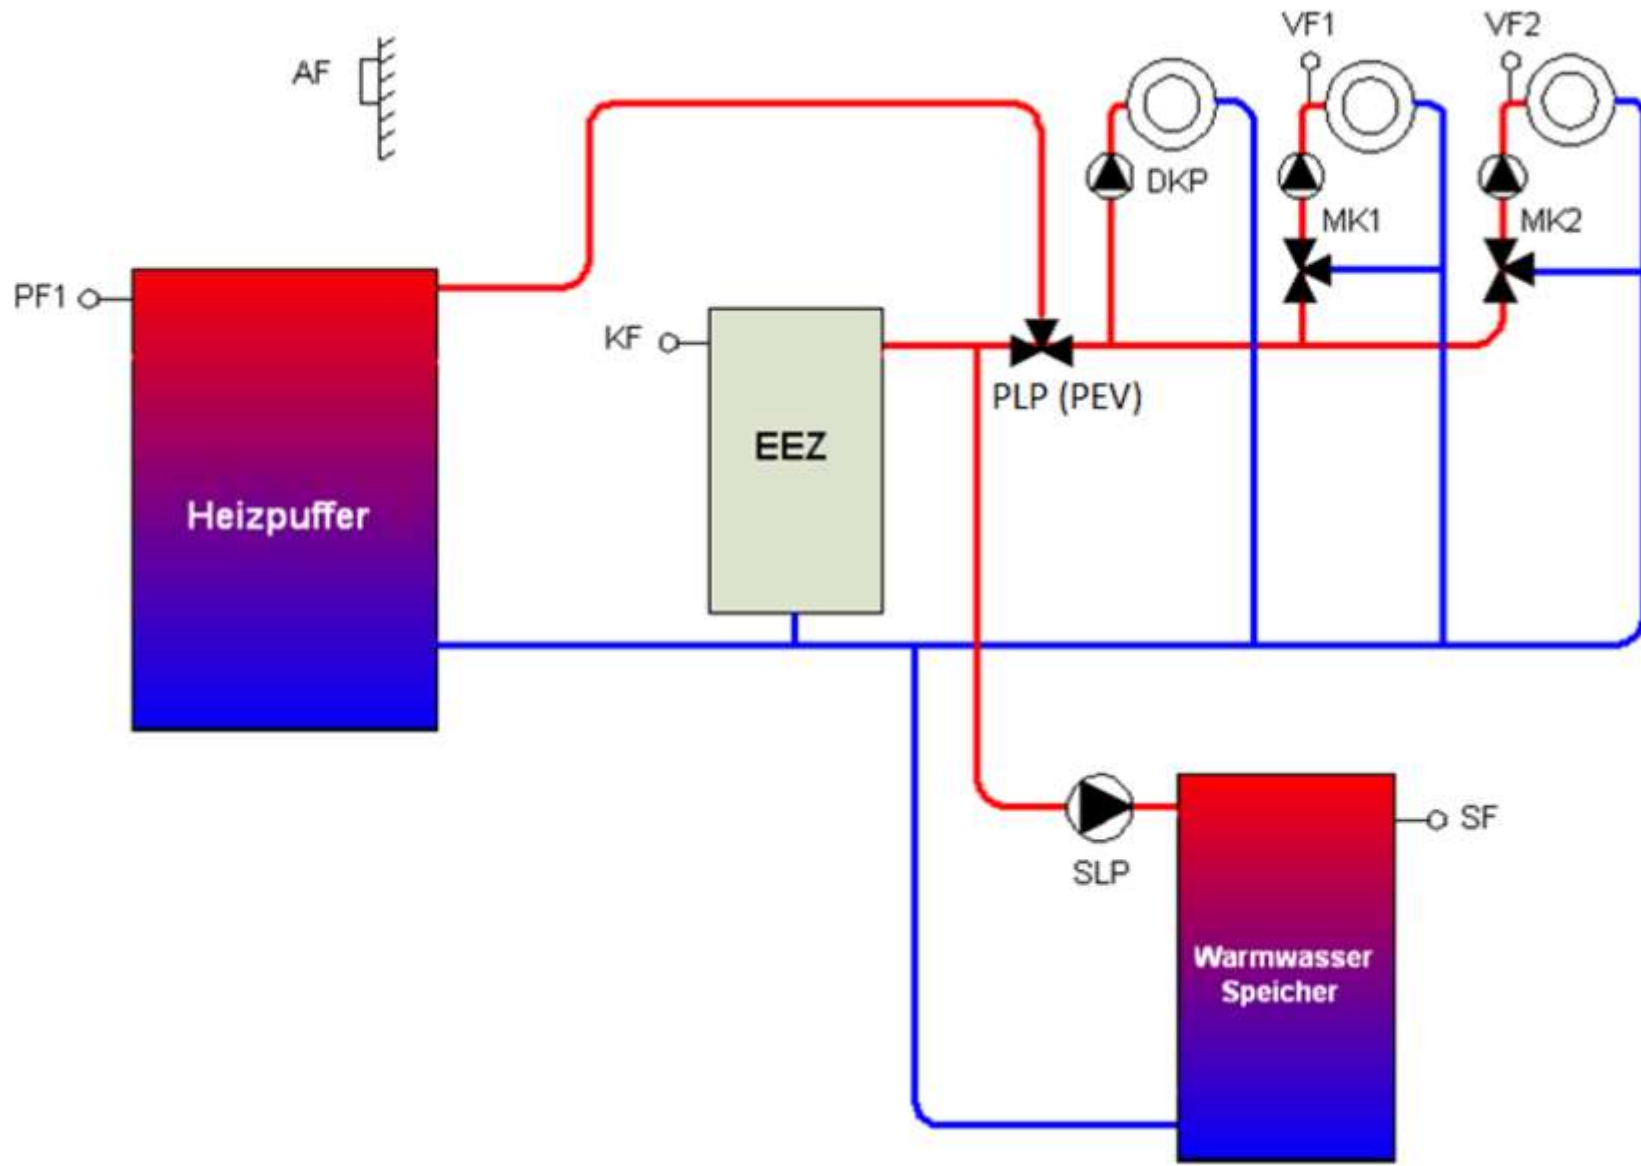 VF1
VF2
AF
DKP
MK1
MK2
PF1
KF
PLP (PEV)
EEZ
Heizpuffer
SF
SLP
Warmwasser
Speicher